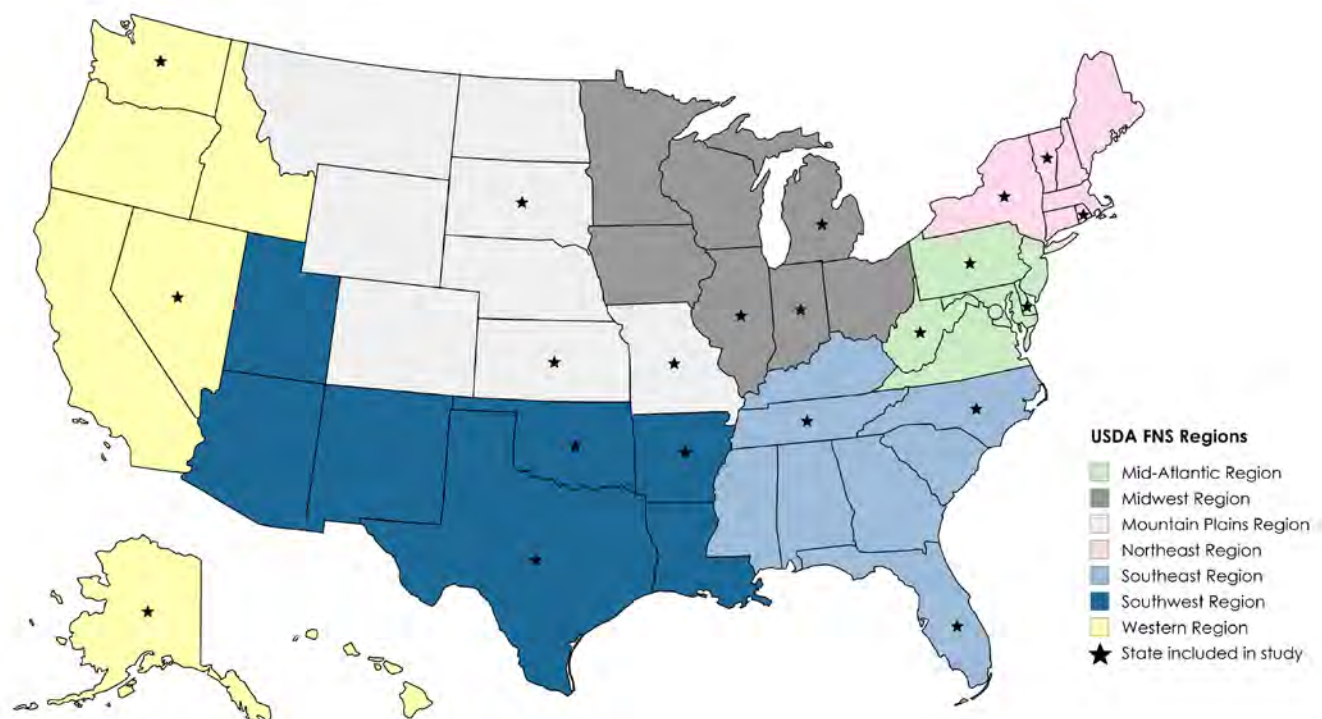 USDA FNS Regions
Mid-Atlantic Region
Midwest Region
Mountain Plains Region
Northeast Region
Southeast Region
Southwest Region
Western Region
State included in study